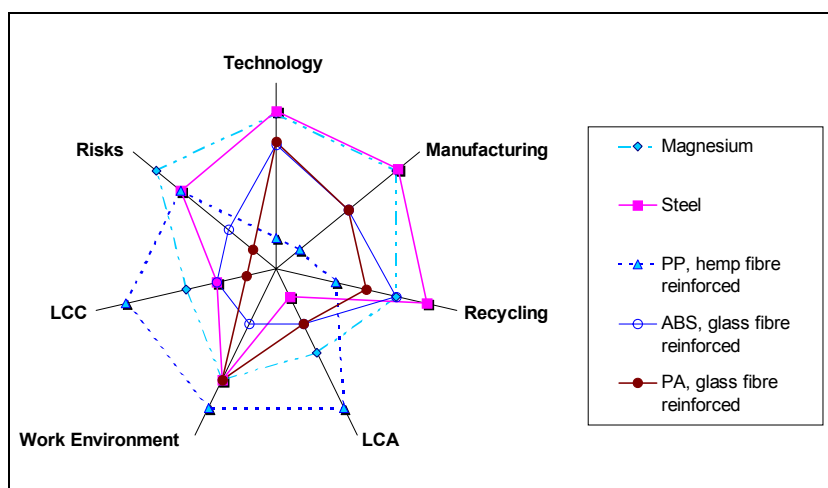 Technology
Risks
Manufacturing
LCC
Recycling
Work Environment
LCA
Magnesium
Steel
PP, hemp fibre
reinforced
ABS, glass fibre
reinforced
PA, glass fibre
reinforced